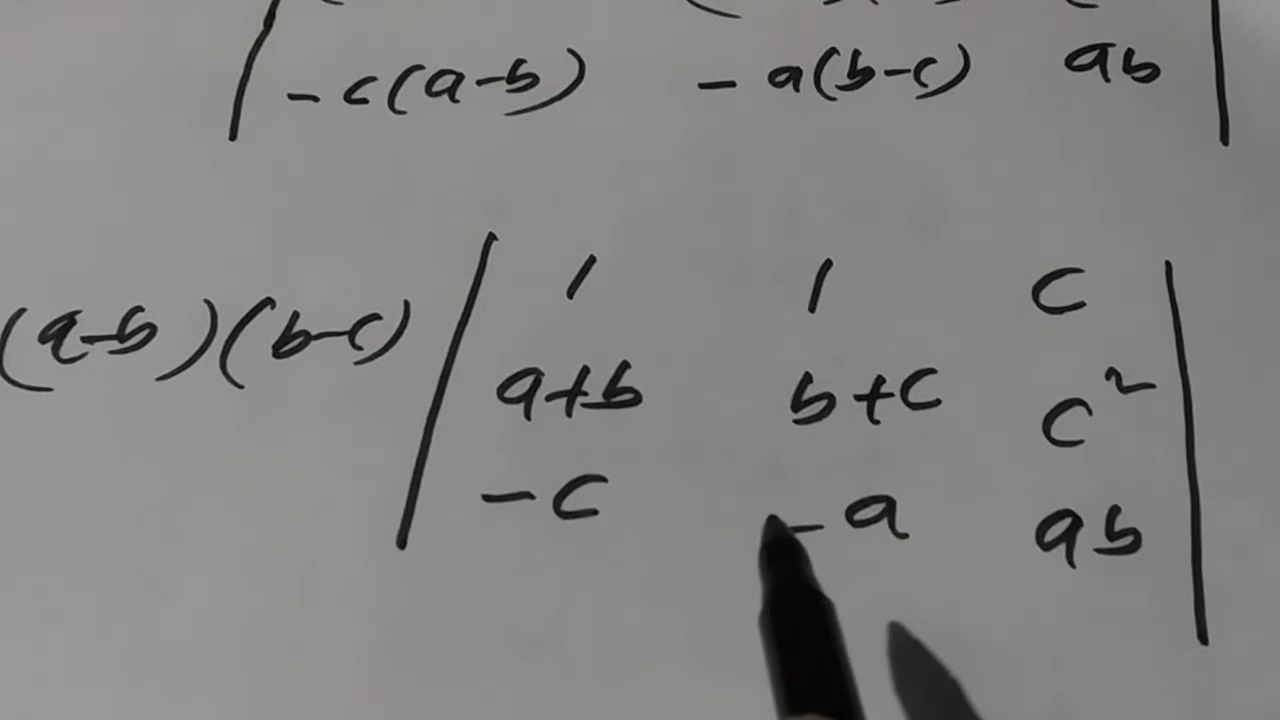 -c(a-b) -a(b-c) ab
1 1 c
(a-b)(b-c)
a+b b+c c²
-c -a ab